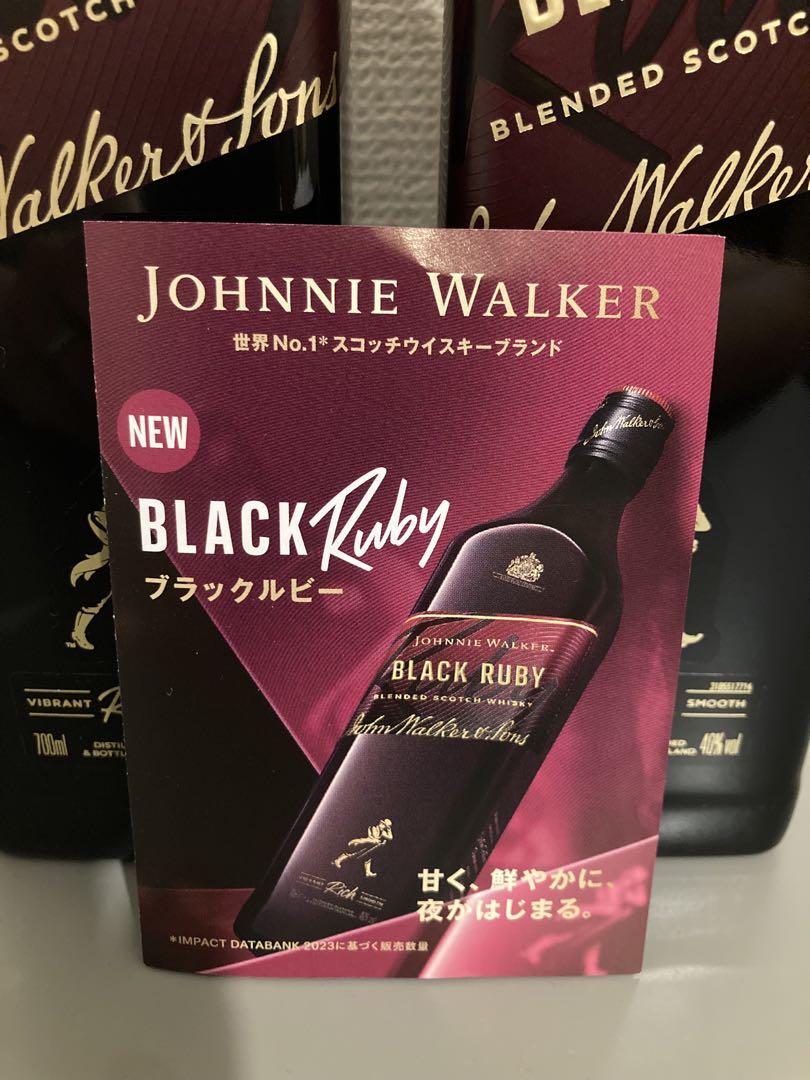 SCOTCH
Walker & Sons
BLENDED SCOTCH
John Walker
JOHNNIE WALKER
世界No.1*スコッチウイスキーブランド
NEW
BLACK Ruby
ブラックルビー
John Walker & Sons
JOHNNIE WALKER
BLACK RUBY
BLENDED SCOTCH WHISKY
John Walker & Sons
Rich
甘く、鮮やかに、
夜がはじまる。
*IMPACT DATABANK 2023に基づく販売数量
VIBRANT
700ml
& BOTTL
SMOOTH
40% vol